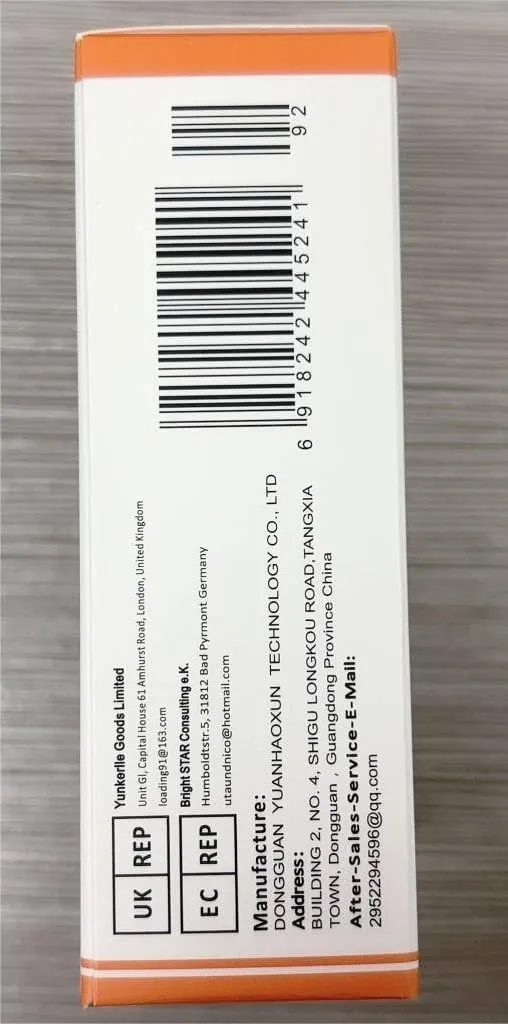 UK REP
Yunkerlle Goods Limited
Unit Gl, Capital House 61 Amhurst Road, London, United Kingdom
loading91@163.com
EC REP
Bright STAR Consulting e.K.
Humboldtstr.5, 31812 Bad Pyrmont Germany
utaundnico@hotmail.com
Manufacture:
DONGGUAN YUANHAOXUN TECHNOLOGY CO., LTD
Address:
BUILDING 2, NO. 4, SHIGU LONGKOU ROAD,TANGXIA
TOWN, Dongguan , Guangdong Province China
After-Sales-Service-E-Mail:
2952294596@qq.com
6 918242 445241
92